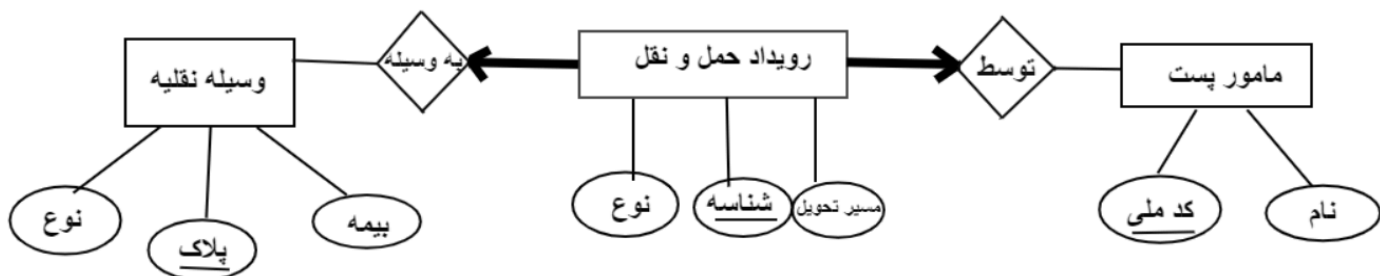 مامور پست
توسط
رویداد حمل و نقل
به وسیله
وسیله نقلیه
نام
کد ملی
مسیر تحویل
شناسه
نوع
بیمه
پلاک
نوع